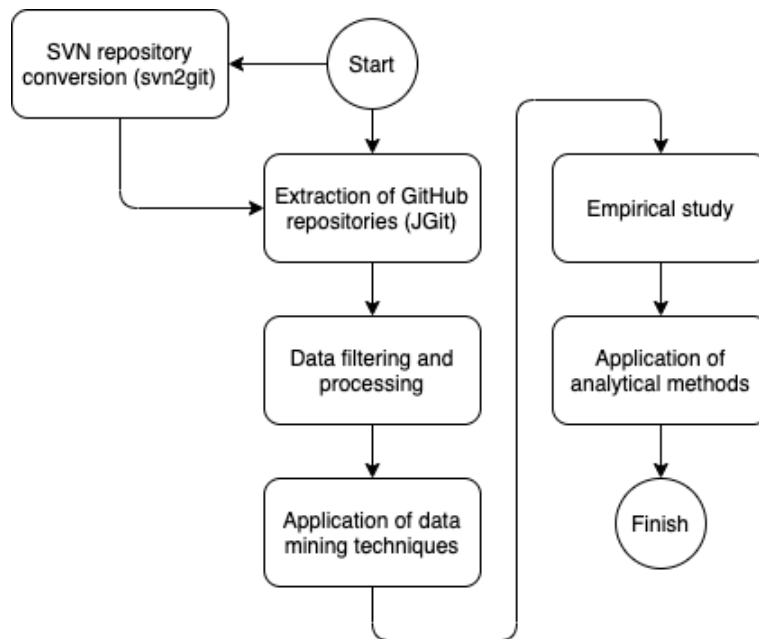 Start
SVN repository
conversion (svn2git)
Extraction of GitHub
repositories (JGit)
Data filtering and
processing
Application of data
mining techniques
Empirical study
Application of
analytical methods
Finish